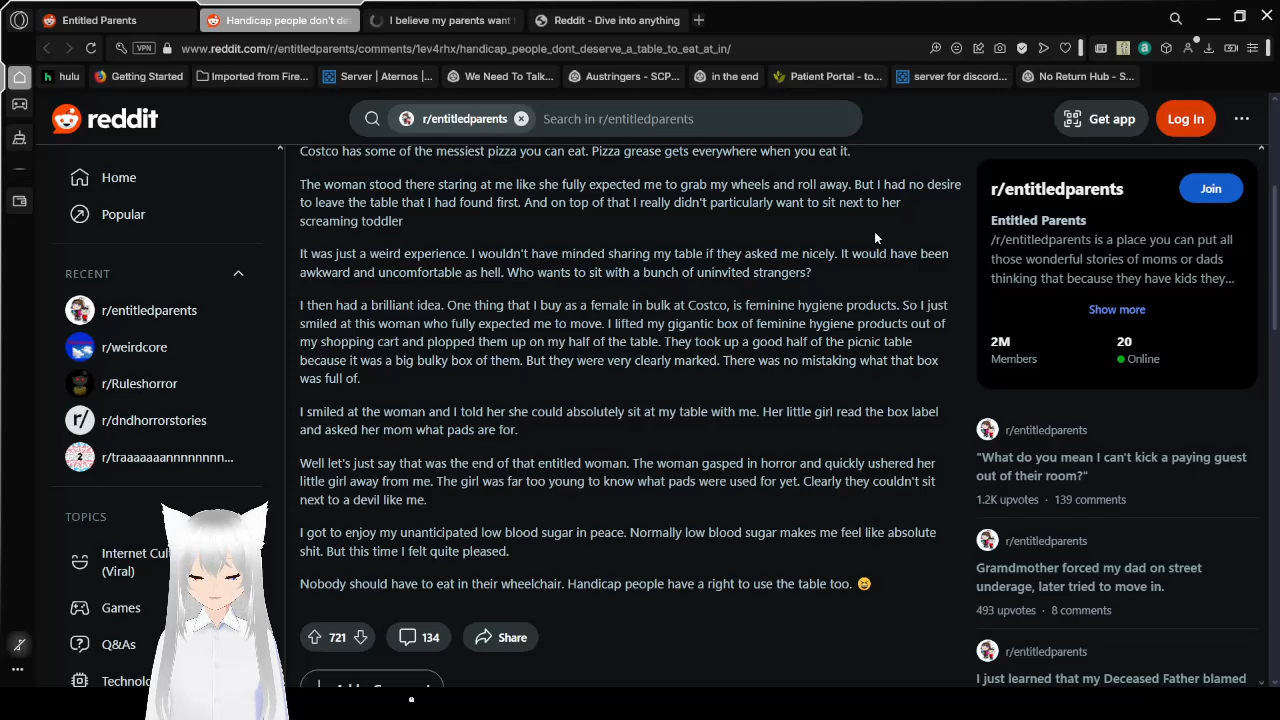 Entitled Parents
Handicap people don't de
I believe my parents want
Reddit - Dive into anything
VPN
www.reddit.com/r/entitledparents/comments/1ev4rhx/handicap_people_dont_deserve_a_table_to_eat_at_in/
hulu
Getting Started
Imported from Fire...
Server | Aternos |...
We Need To Talk...
Austringers - SCP...
in the end
Patient Portal - to...
server for discord...
No Return Hub - S...
reddit
r/entitledparents
Search in r/entitledparents
Get app
Log In
Home
Popular
RECENT
r/entitledparents
r/weirdcore
r/Ruleshorror
r/dndhorrorstories
r/traaaaaaannnnnnnn...
TOPICS
Internet Cul
(Viral)
Games
Q&As
Technolo
Costco has some of the messiest pizza you can eat. Pizza grease gets everywhere when you eat it.
The woman stood there staring at me like she fully expected me to grab my wheels and roll away. But I had no desire
to leave the table that I had found first. And on top of that I really didn't particularly want to sit next to her
screaming toddler
It was just a weird experience. I wouldn't have minded sharing my table if they asked me nicely. It would have been
awkward and uncomfortable as hell. Who wants to sit with a bunch of uninvited strangers?
I then had a brilliant idea. One thing that I buy as a female in bulk at Costco, is feminine hygiene products. So I just
smiled at this woman who fully expected me to move. I lifted my gigantic box of feminine hygiene products out of
my shopping cart and plopped them up on my half of the table. They took up a good half of the picnic table
because it was a big bulky box of them. But they were very clearly marked. There was no mistaking what that box
was full of.
I smiled at the woman and I told her she could absolutely sit at my table with me. Her little girl read the box label
and asked her mom what pads are for.
Well let's just say that was the end of that entitled woman. The woman gasped in horror and quickly ushered her
little girl away from me. The girl was far too young to know what pads were used for yet. Clearly they couldn't sit
next to a devil like me.
I got to enjoy my unanticipated low blood sugar in peace. Normally low blood sugar makes me feel like absolute
shit. But this time I felt quite pleased.
Nobody should have to eat in their wheelchair. Handicap people have a right to use the table too. 😆
721
134
Share
r/entitledparents
Join
Entitled Parents
/r/entitledparents is a place you can put all
those wonderful stories of moms or dads
thinking that because they have kids they...
Show more
2M
20
Members
Online
r/entitledparents
"What do you mean I can't kick a paying guest
out of their room?"
1.2K upvotes · 139 comments
r/entitledparents
Grandmother forced my dad on street
underage, later tried to move in.
493 upvotes · 8 comments
r/entitledparents
I just learned that my Deceased Father blamed